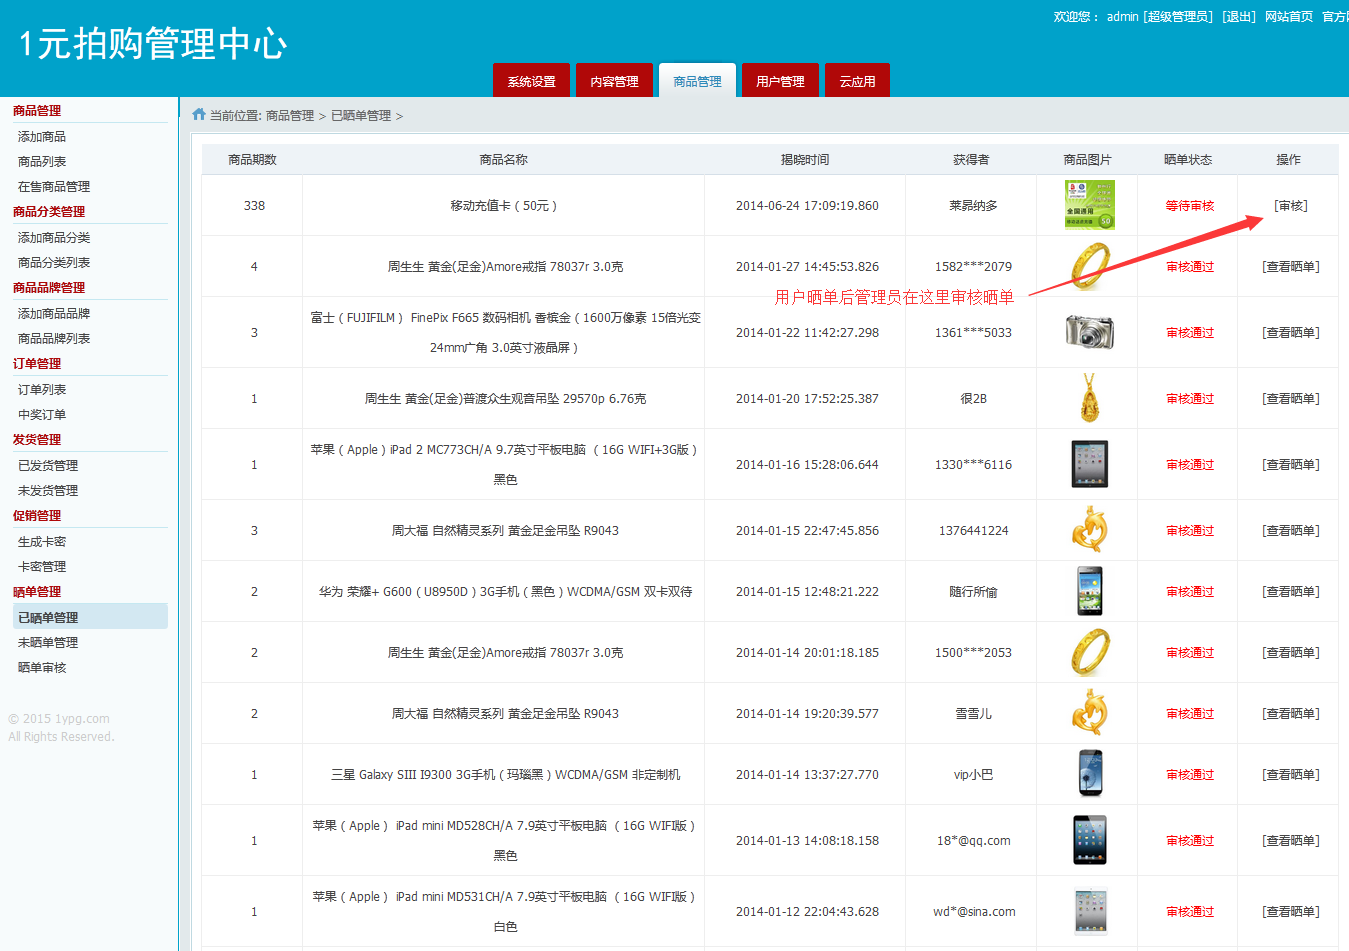 欢迎您： admin [超级管理员] [退出] 网站首页 官方
1元拍购管理中心
系统设置 内容管理 商品管理 用户管理 云应用
当前位置: 商品管理 > 已晒单管理 >
商品管理
添加商品
商品列表
在售商品管理
商品分类管理
添加商品分类
商品分类列表
商品品牌管理
添加商品品牌
商品品牌列表
订单管理
订单列表
中奖订单
发货管理
已发货管理
未发货管理
促销管理
生成卡密
卡密管理
晒单管理
已晒单管理
未晒单管理
晒单审核
© 2015 1ypg.com
All Rights Reserved.
商品期数 商品名称 揭晓时间 获得者 商品图片 晒单状态 操作
338 移动充值卡（50元） 2014-06-24 17:09:19.860 莱昴纳多 等待审核 [审核]
全国通用
50
4 周生生 黄金(足金)Amore戒指 78037r 3.0克 2014-01-27 14:45:53.826 1582***2079 审核通过 [查看晒单]
用户晒单后管理员在这里审核晒单
3 富士（FUJIFILM） FinePix F665 数码相机 香槟金（1600万像素 15倍光变
24mm广角 3.0英寸液晶屏） 2014-01-22 11:42:27.298 1361***5033 审核通过 [查看晒单]
1 周生生 黄金(足金)普渡众生观音吊坠 29570p 6.76克 2014-01-20 17:52:25.387 很2B 审核通过 [查看晒单]
1 苹果（Apple）iPad 2 MC773CH/A 9.7英寸平板电脑 （16G WIFI+3G版）
黑色 2014-01-16 15:28:06.644 1330***6116 审核通过 [查看晒单]
3 周大福 自然精灵系列 黄金足金吊坠 R9043 2014-01-15 22:47:45.856 1376441224 审核通过 [查看晒单]
2 华为 荣耀+ G600（U8950D）3G手机（黑色）WCDMA/GSM 双卡双待 2014-01-15 12:48:21.222 随行所愉 审核通过 [查看晒单]
2 周生生 黄金(足金)Amore戒指 78037r 3.0克 2014-01-14 20:01:18.185 1500***2053 审核通过 [查看晒单]
2 周大福 自然精灵系列 黄金足金吊坠 R9043 2014-01-14 19:20:39.577 雪雪儿 审核通过 [查看晒单]
1 三星 Galaxy SIII I9300 3G手机（玛瑙黑）WCDMA/GSM 非定制机 2014-01-14 13:37:27.770 vip小巴 审核通过 [查看晒单]
1 苹果（Apple） iPad mini MD528CH/A 7.9英寸平板电脑 （16G WIFI版）
黑色 2014-01-13 14:08:18.158 18*@qq.com 审核通过 [查看晒单]
1 苹果（Apple） iPad mini MD531CH/A 7.9英寸平板电脑 （16G WIFI版）
白色 2014-01-12 22:04:43.628 wd*@sina.com 审核通过 [查看晒单]